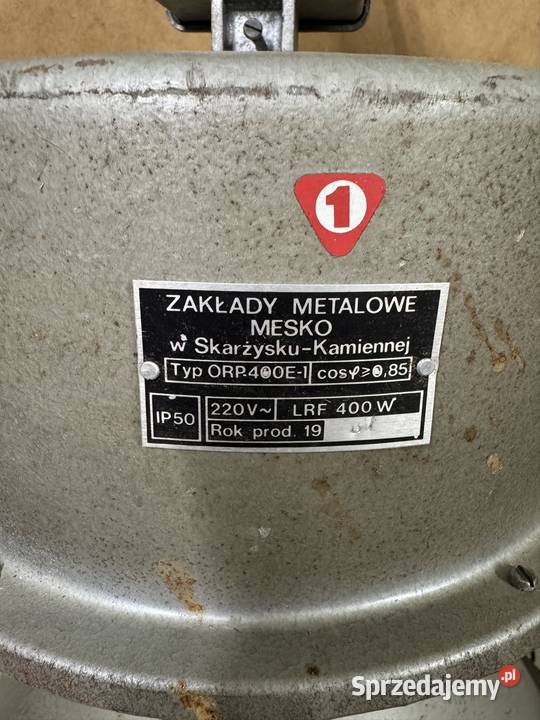 1
ZAKŁADY METALOWE
MESKO
w Skarżysku-Kamiennej
Typ ORP.400E-1 cosφ≥0,85
IP50
220V~ LRF 400W
Rok prod. 19
Sprzedajemy.pl